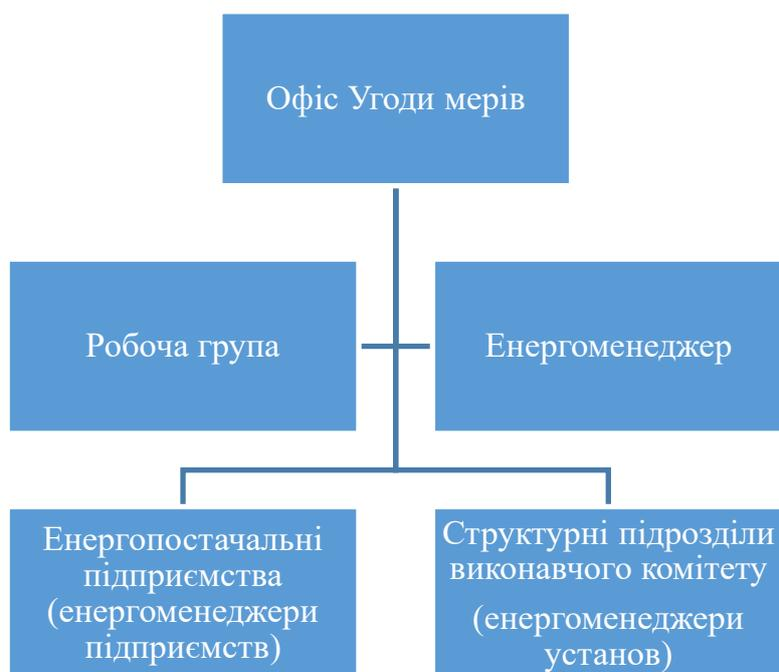 Офіс Угоди мерів
Робоча група
Енергоменеджер
Енергопостачальні
підприємства
(енергоменеджери
підприємств)
Структурні підрозділи
виконавчого комітету
(енергоменеджери
установ)